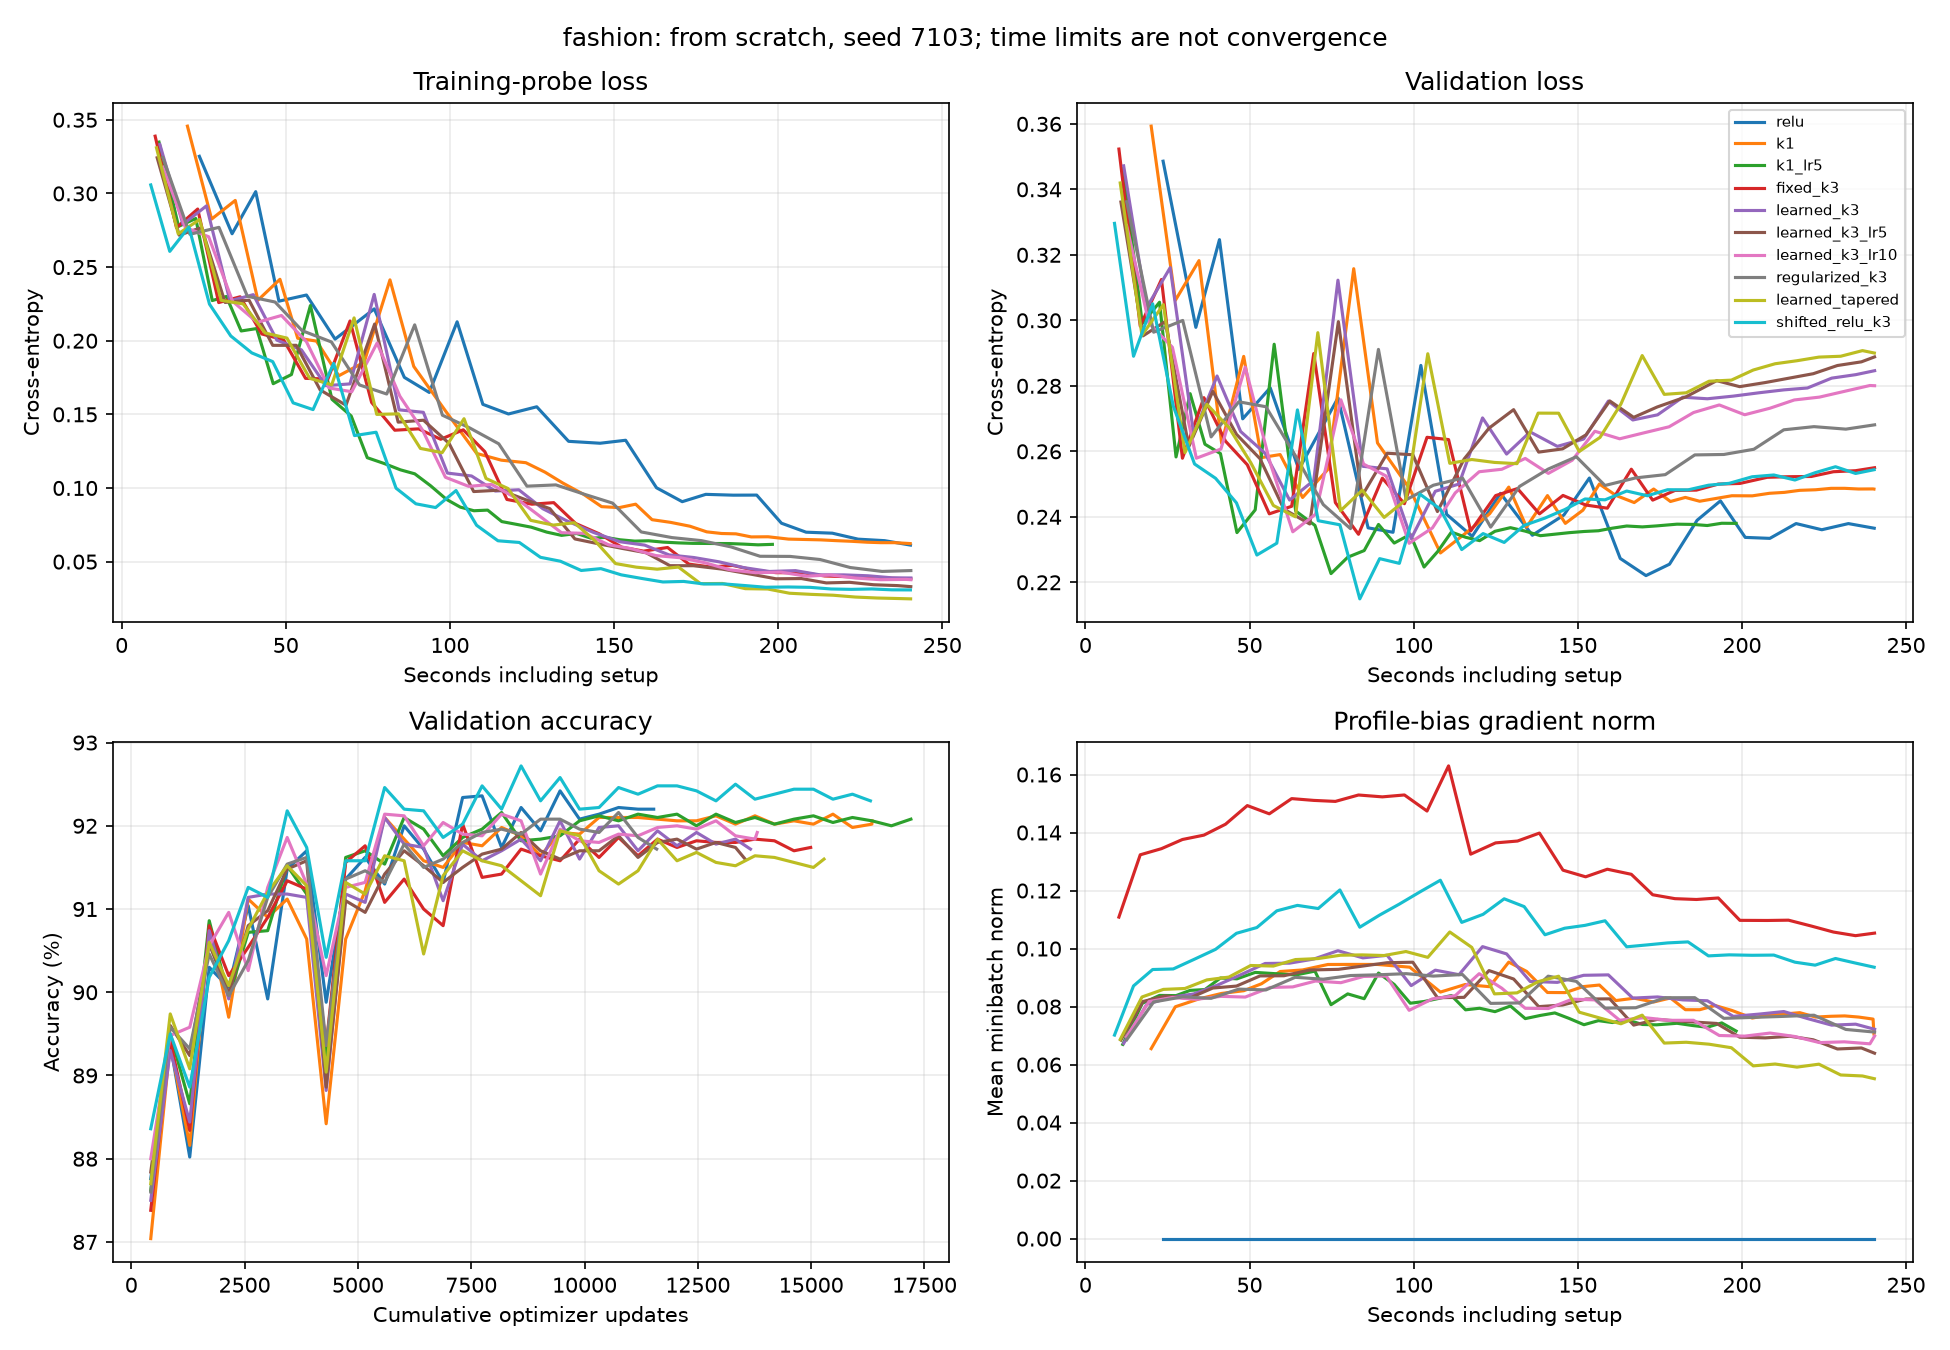 fashion: from scratch, seed 7103; time limits are not convergence
Training-probe loss
Cross-entropy
0.35
0.30
0.25
0.20
0.15
0.10
0.05
0
50
100
150
200
250
Seconds including setup
Validation loss
Cross-entropy
0.36
0.34
0.32
0.30
0.28
0.26
0.24
0.22
relu
k1
k1_lr5
fixed_k3
learned_k3
learned_k3_lr5
learned_k3_lr10
regularized_k3
learned_tapered
shifted_relu_k3
0
50
100
150
200
250
Seconds including setup
Validation accuracy
Accuracy (%)
93
92
91
90
89
88
87
0
2500
5000
7500
10000
12500
15000
17500
Cumulative optimizer updates
Profile-bias gradient norm
Mean minibatch norm
0.16
0.14
0.12
0.10
0.08
0.06
0.04
0.02
0.00
0
50
100
150
200
250
Seconds including setup